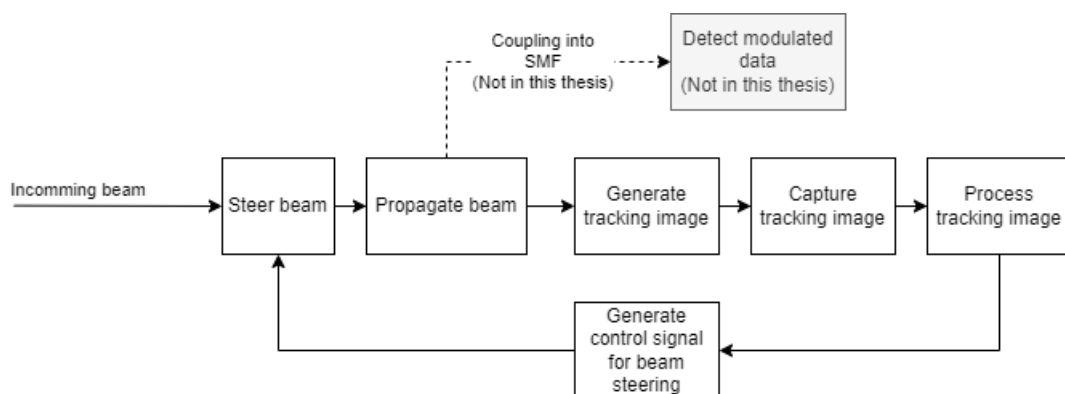 Coupling into
SMF
(Not in this thesis)
Detect modulated
data
(Not in this thesis)
Incomming beam
Steer beam
Propagate beam
Generate
tracking image
Capture
tracking image
Process
tracking image
Generate
control signal
for beam
steering